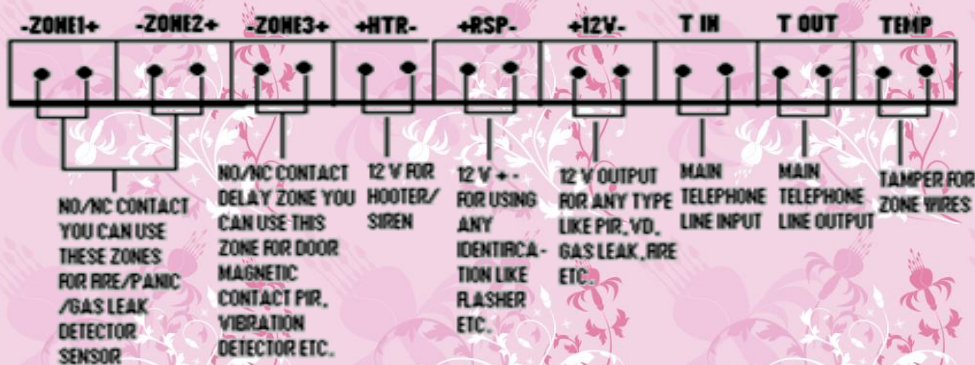 -ZONE1+ -ZONE2+ -ZONE3+ +HTR- +RSP- +12V- T IN T OUT TEMP
NO/NC CONTACT
YOU CAN USE
THESE ZONES
FOR FIRE/PANIC
/GAS LEAK
DETECTOR
SENSOR
NO/NC CONTACT
DELAY ZONE YOU
CAN USE THIS
ZONE FOR DOOR
MAGNETIC
CONTACT PIR,
VIBRATION
DETECTOR ETC.
12 V FOR
HOOTER/
SIREN
12 V + -
FOR USING
ANY
IDENTIFICA-
TION LIKE
FLASHER
ETC.
12 V OUTPUT
FOR ANY TYPE
LIKE PIR, VD,
GAS LEAK, FIRE
ETC.
MAIN
TELEPHONE
LINE INPUT
MAIN
TELEPHONE
LINE OUTPUT
TAMPER FOR
ZONE WIRES